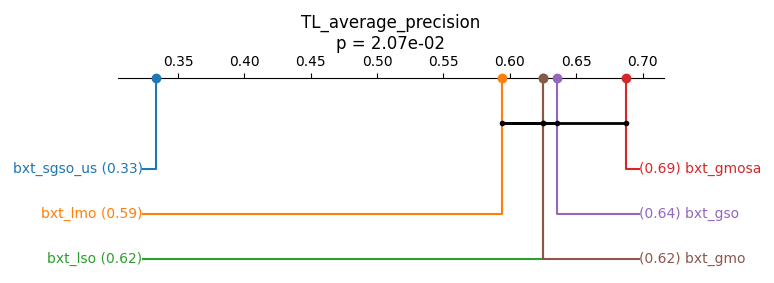 TL_average_precision
p = 2.07e-02
0.35 0.40 0.45 0.50 0.55 0.60 0.65 0.70
bxt_sgso_us (0.33) (0.69) bxt_gmosa
bxt_lmo (0.59) (0.64) bxt_gso
bxt_lso (0.62) (0.62) bxt_gmo